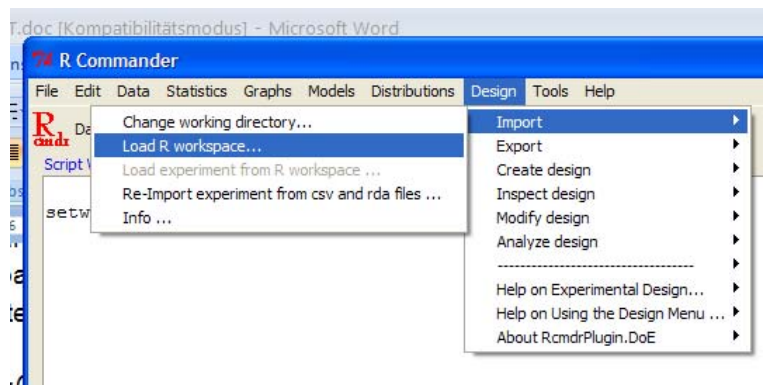 T.doc [Kompatibilitätsmodus] - Microsoft Word
R Commander
File Edit Data Statistics Graphs Models Distributions Design Tools Help
R
cmdr
Da
Script
setw
Change working directory...
Load R workspace...
Load experiment from R workspace ...
Re-Import experiment from csv and rda files ...
Info ...
Import
Export
Create design
Inspect design
Modify design
Analyze design
-----------------------------------
Help on Experimental Design...
Help on Using the Design Menu ...
About RcmdrPlugin.DoE